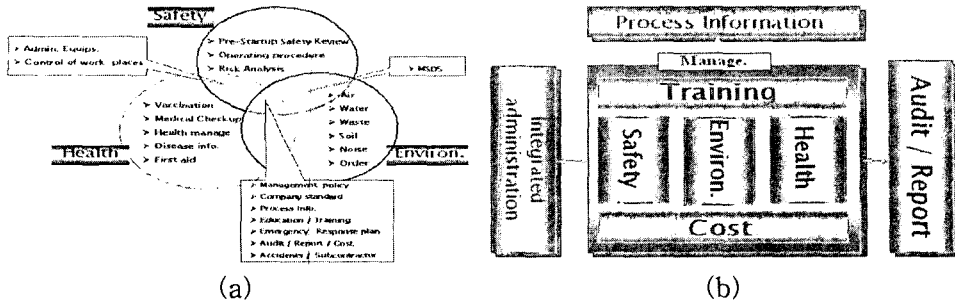 Safety
➢ Pre-Startup Safety Review
➢ Operating procedure
➢ Risk Analysis
➢ Admin. Equips.
➢ Control of work places
➢ MSDS
➢ Vaccination
➢ Medical Checkup
➢ Health manage
➢ Disease info.
➢ First aid
Health
➢ Air
➢ Water
➢ Waste
➢ Soil
➢ Noise
➢ Order
Environ.
➢ Management policy
➢ Company standard
➢ Process Info.
➢ Education / Training
➢ Emergency Response plan
➢ Audit / Report / Cost
➢ Accidents / Subcontractor
(a)
Process Information
Manage.
Training
Integrated
administration
Safety
Environ.
Health
Cost
Audit / Report
(b)